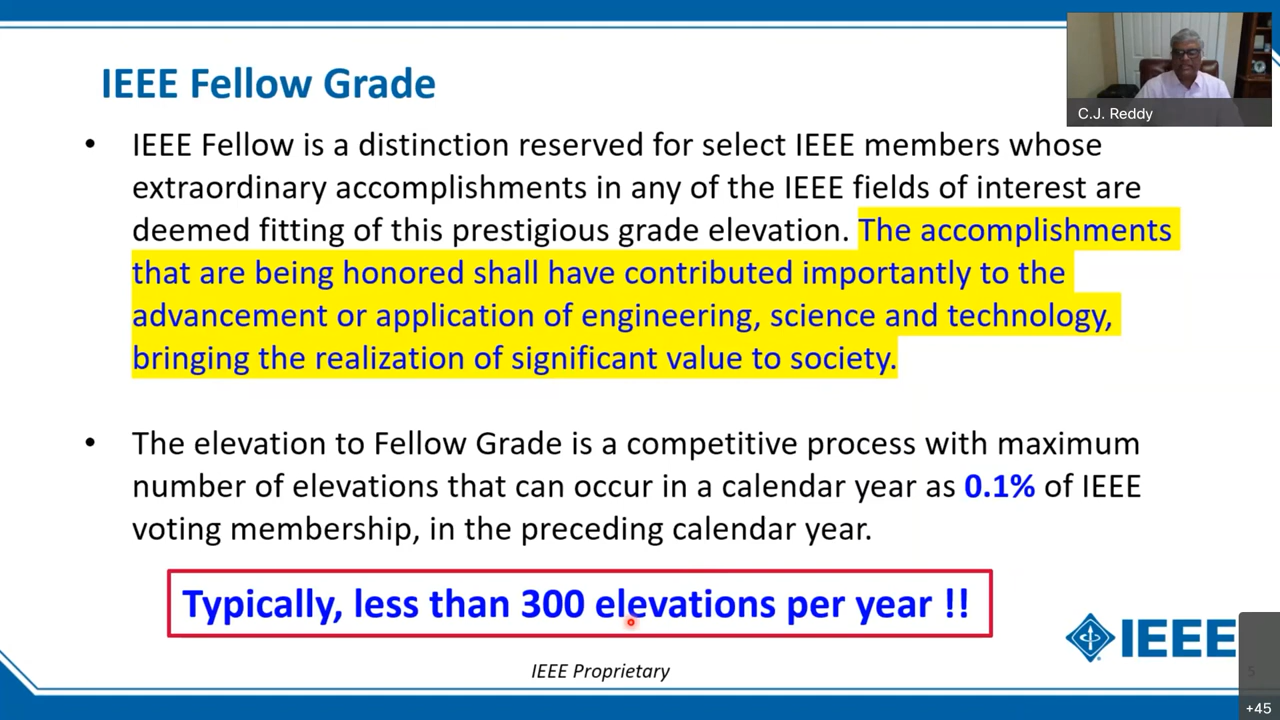 IEEE Fellow Grade
C.J. Reddy
• IEEE Fellow is a distinction reserved for select IEEE members whose
extraordinary accomplishments in any of the IEEE fields of interest are
deemed fitting of this prestigious grade elevation. The accomplishments
that are being honored shall have contributed importantly to the
advancement or application of engineering, science and technology,
bringing the realization of significant value to society.
• The elevation to Fellow Grade is a competitive process with maximum
number of elevations that can occur in a calendar year as 0.1% of IEEE
voting membership, in the preceding calendar year.
Typically, less than 300 elevations per year !!
IEEE
IEEE Proprietary
5
+45